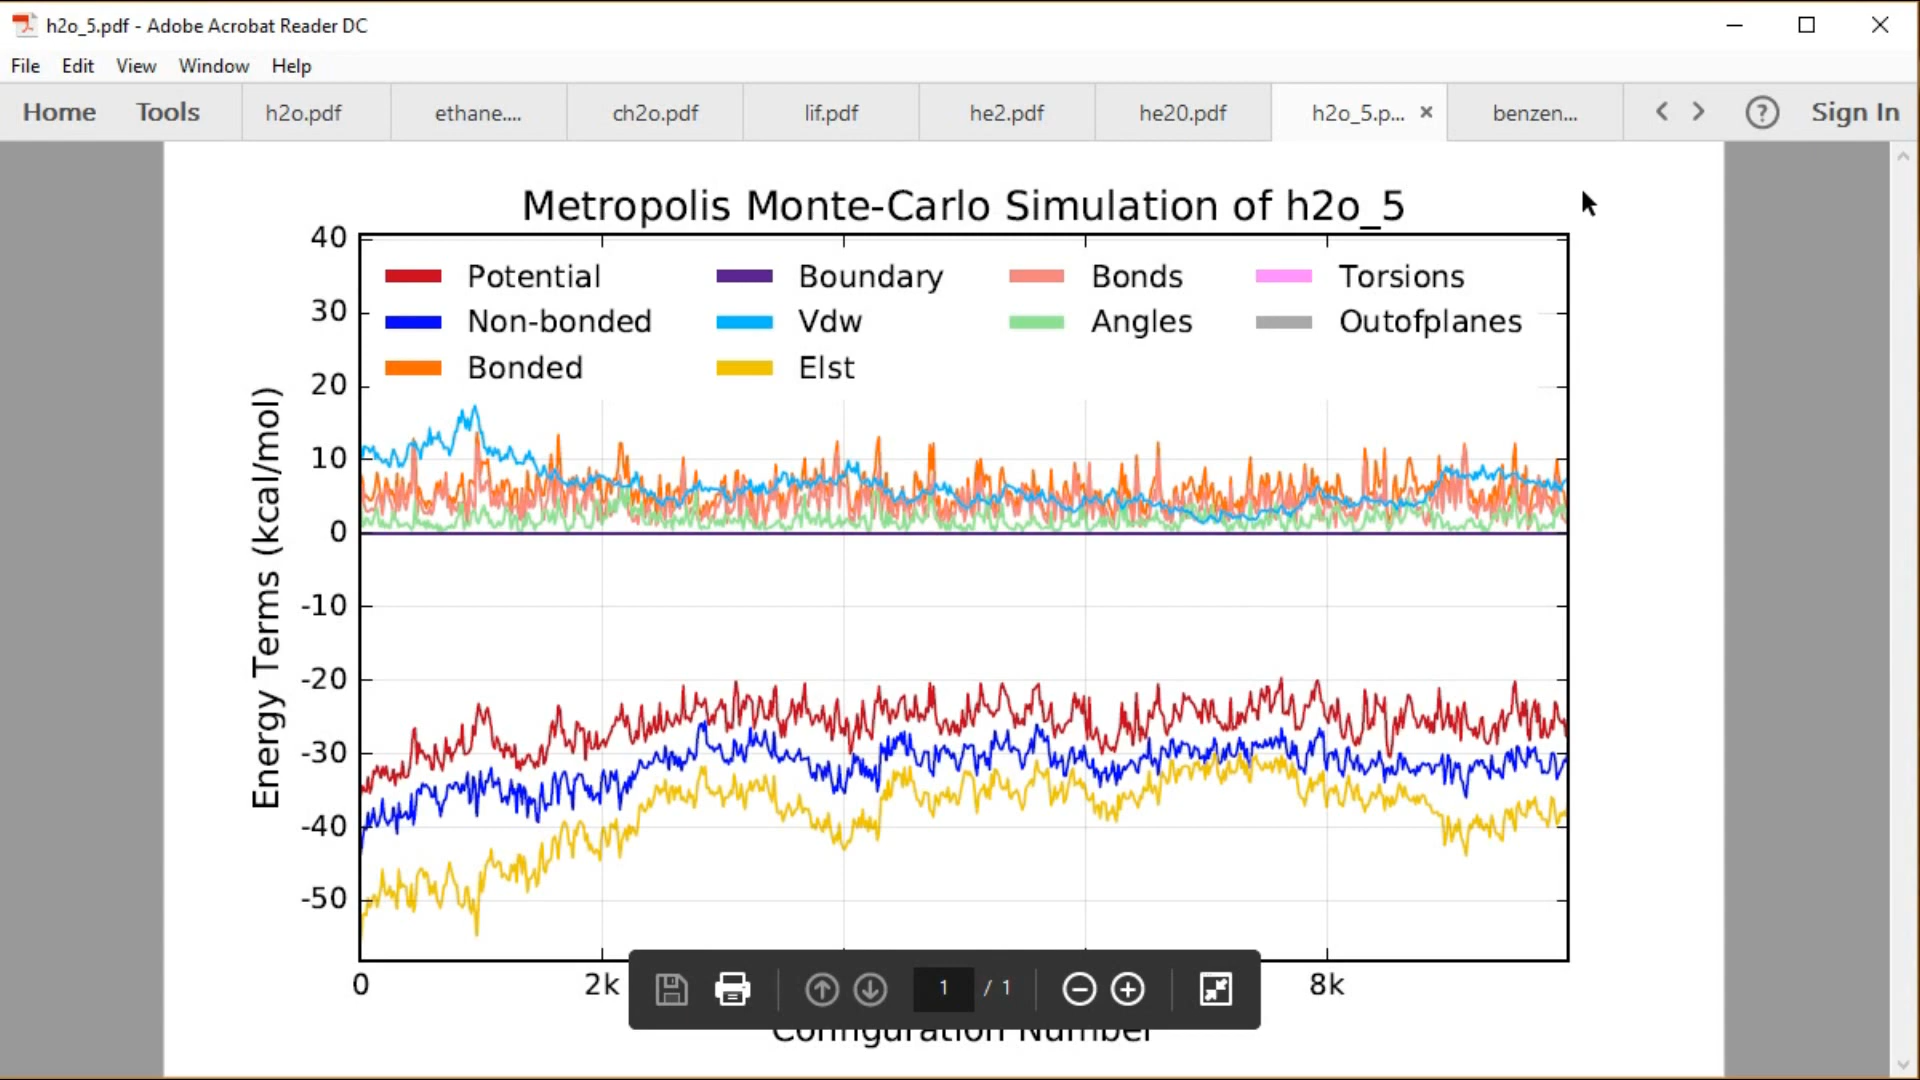 h2o_5.pdf - Adobe Acrobat Reader DC
File Edit View Window Help
Home Tools h2o.pdf ethane.... ch2o.pdf lif.pdf he2.pdf he20.pdf h2o_5.p... × benzen... ? Sign In
Metropolis Monte-Carlo Simulation of h2o_5
Potential Boundary Bonds Torsions
Non-bonded Vdw Angles Outofplanes
Bonded Elst
40
30
20
10
0
-10
-20
-30
-40
-50
Energy Terms (kcal/mol)
0 2k 8k
1 / 1
Configuration Number